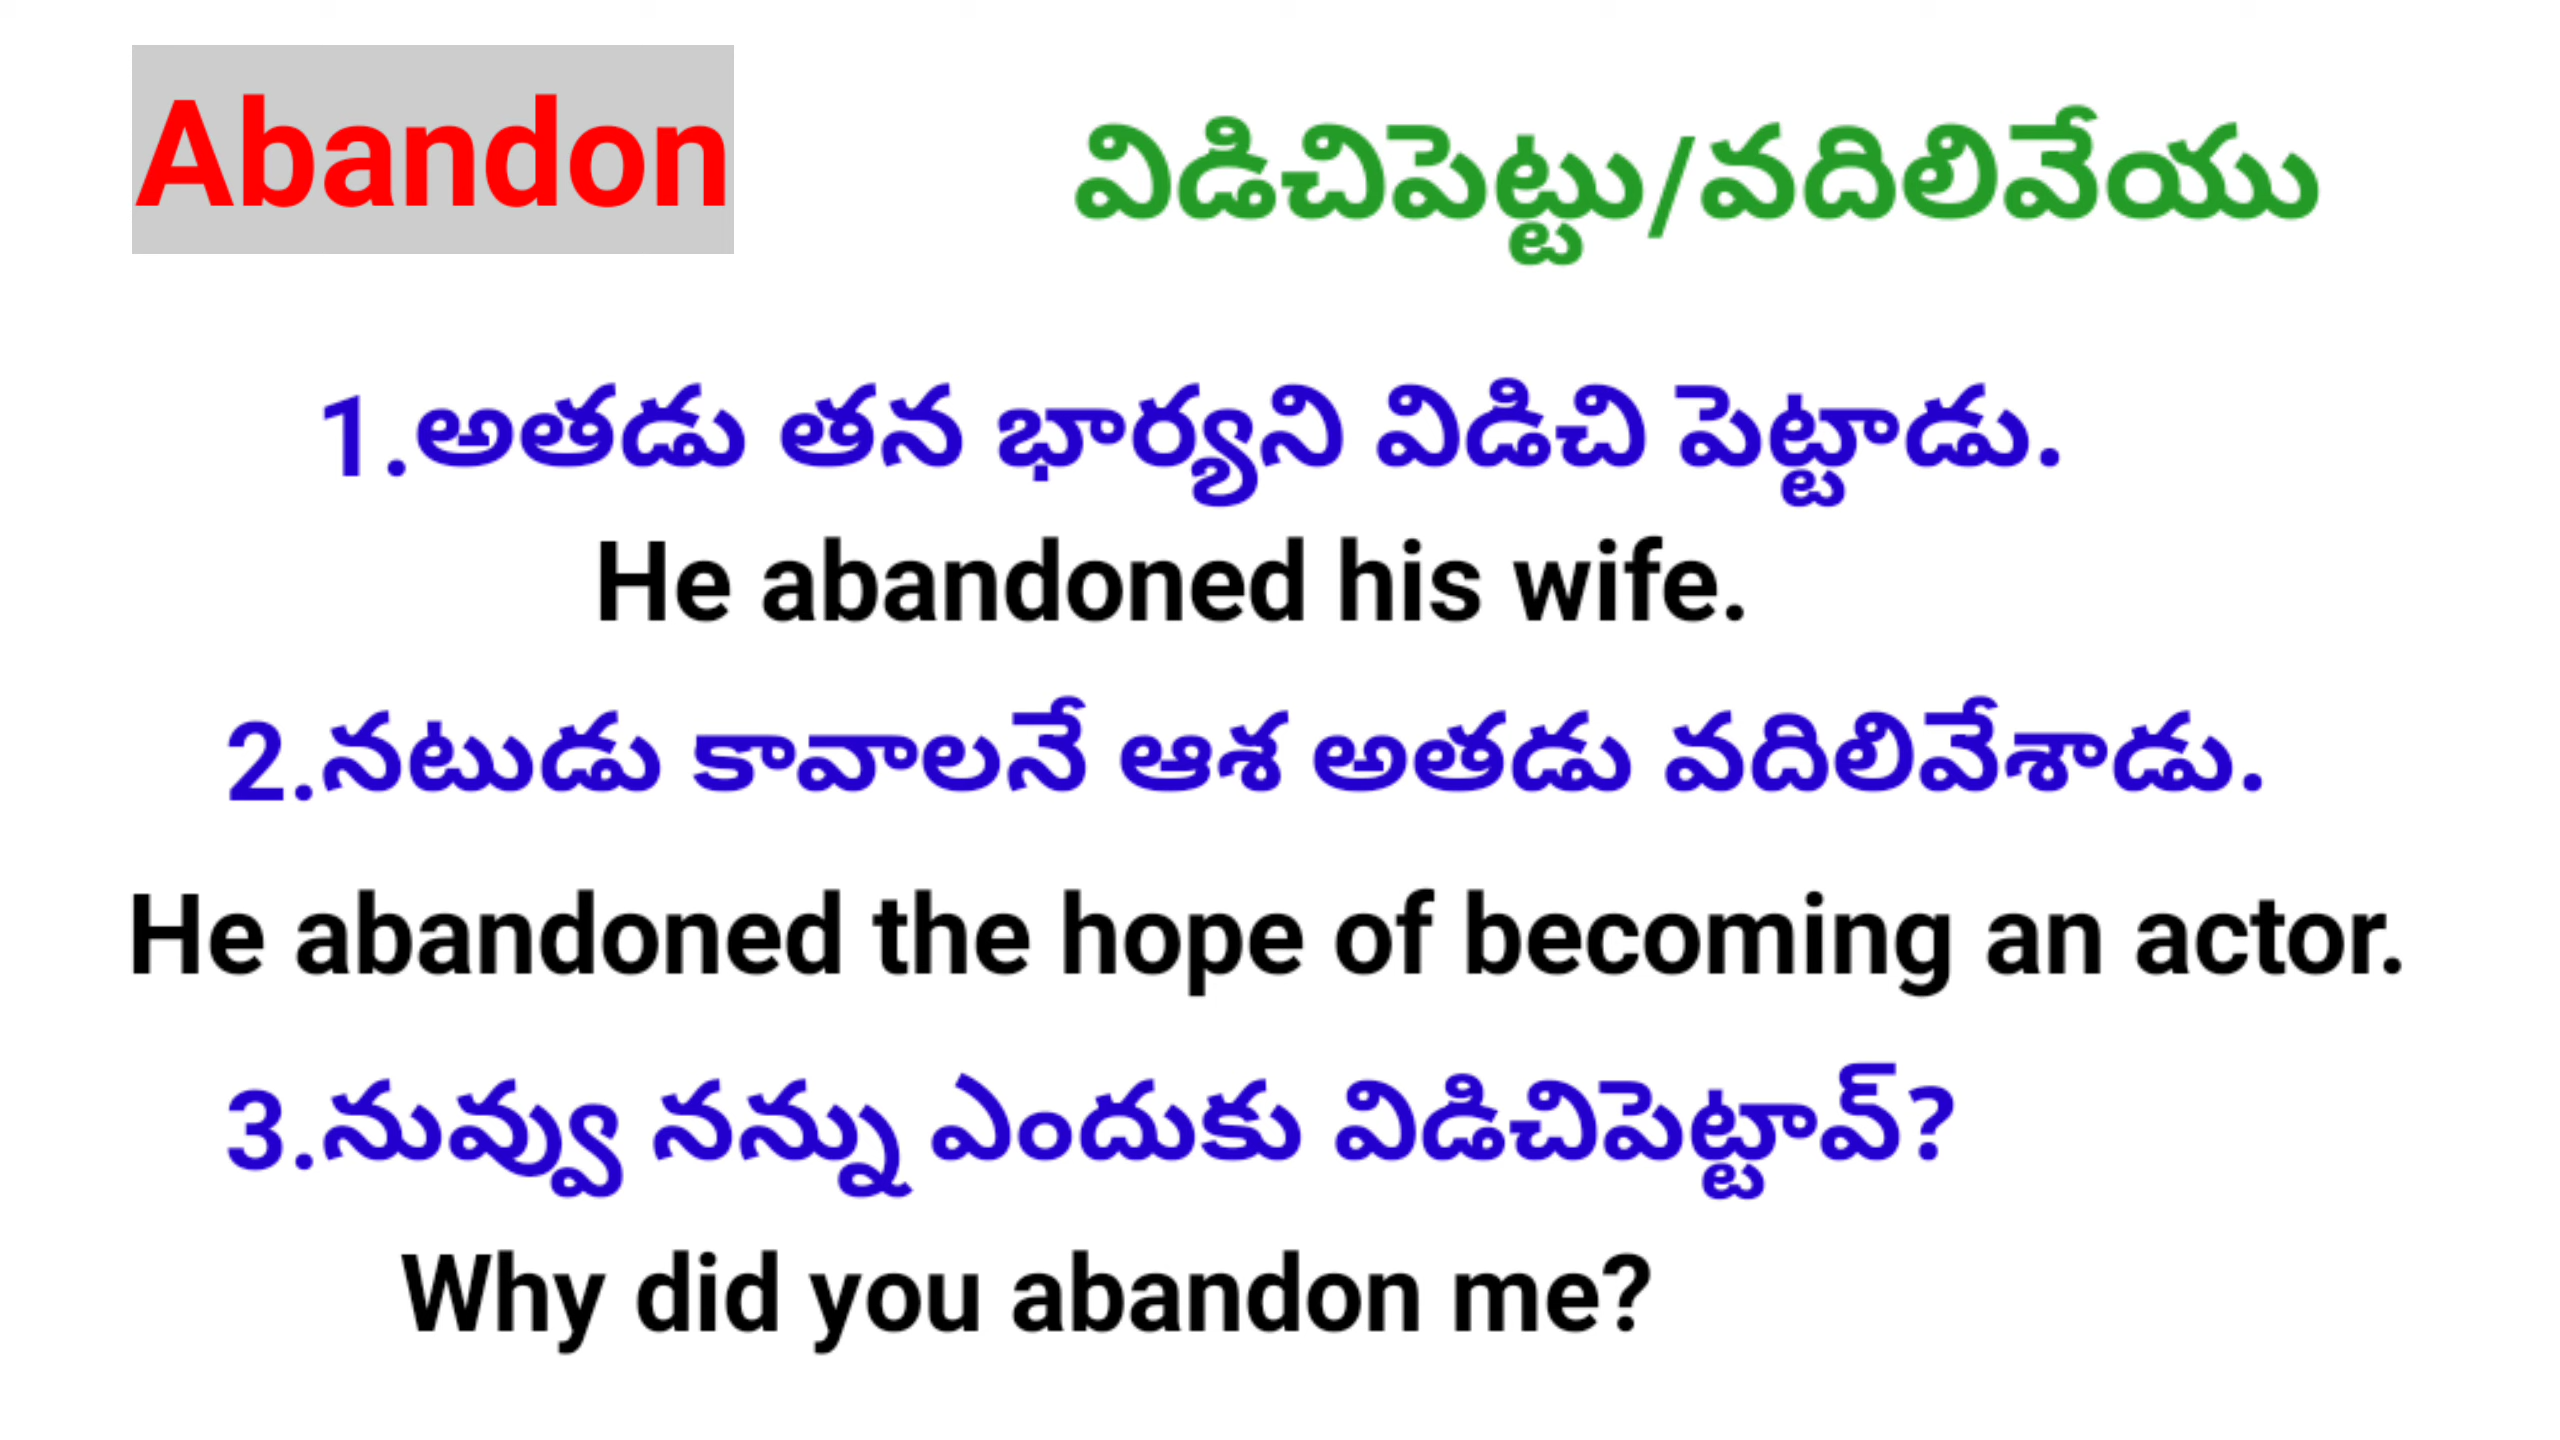 Abandon విడిచిపెట్టు/వదిలివేయు
1.అతడు తన భార్యని విడిచి పెట్టాడు.
He abandoned his wife.
2.నటుడు కావాలనే ఆశ అతడు వదిలివేశాడు.
He abandoned the hope of becoming an actor.
3.నువ్వు నన్ను ఎందుకు విడిచిపెట్టావ్?
Why did you abandon me?